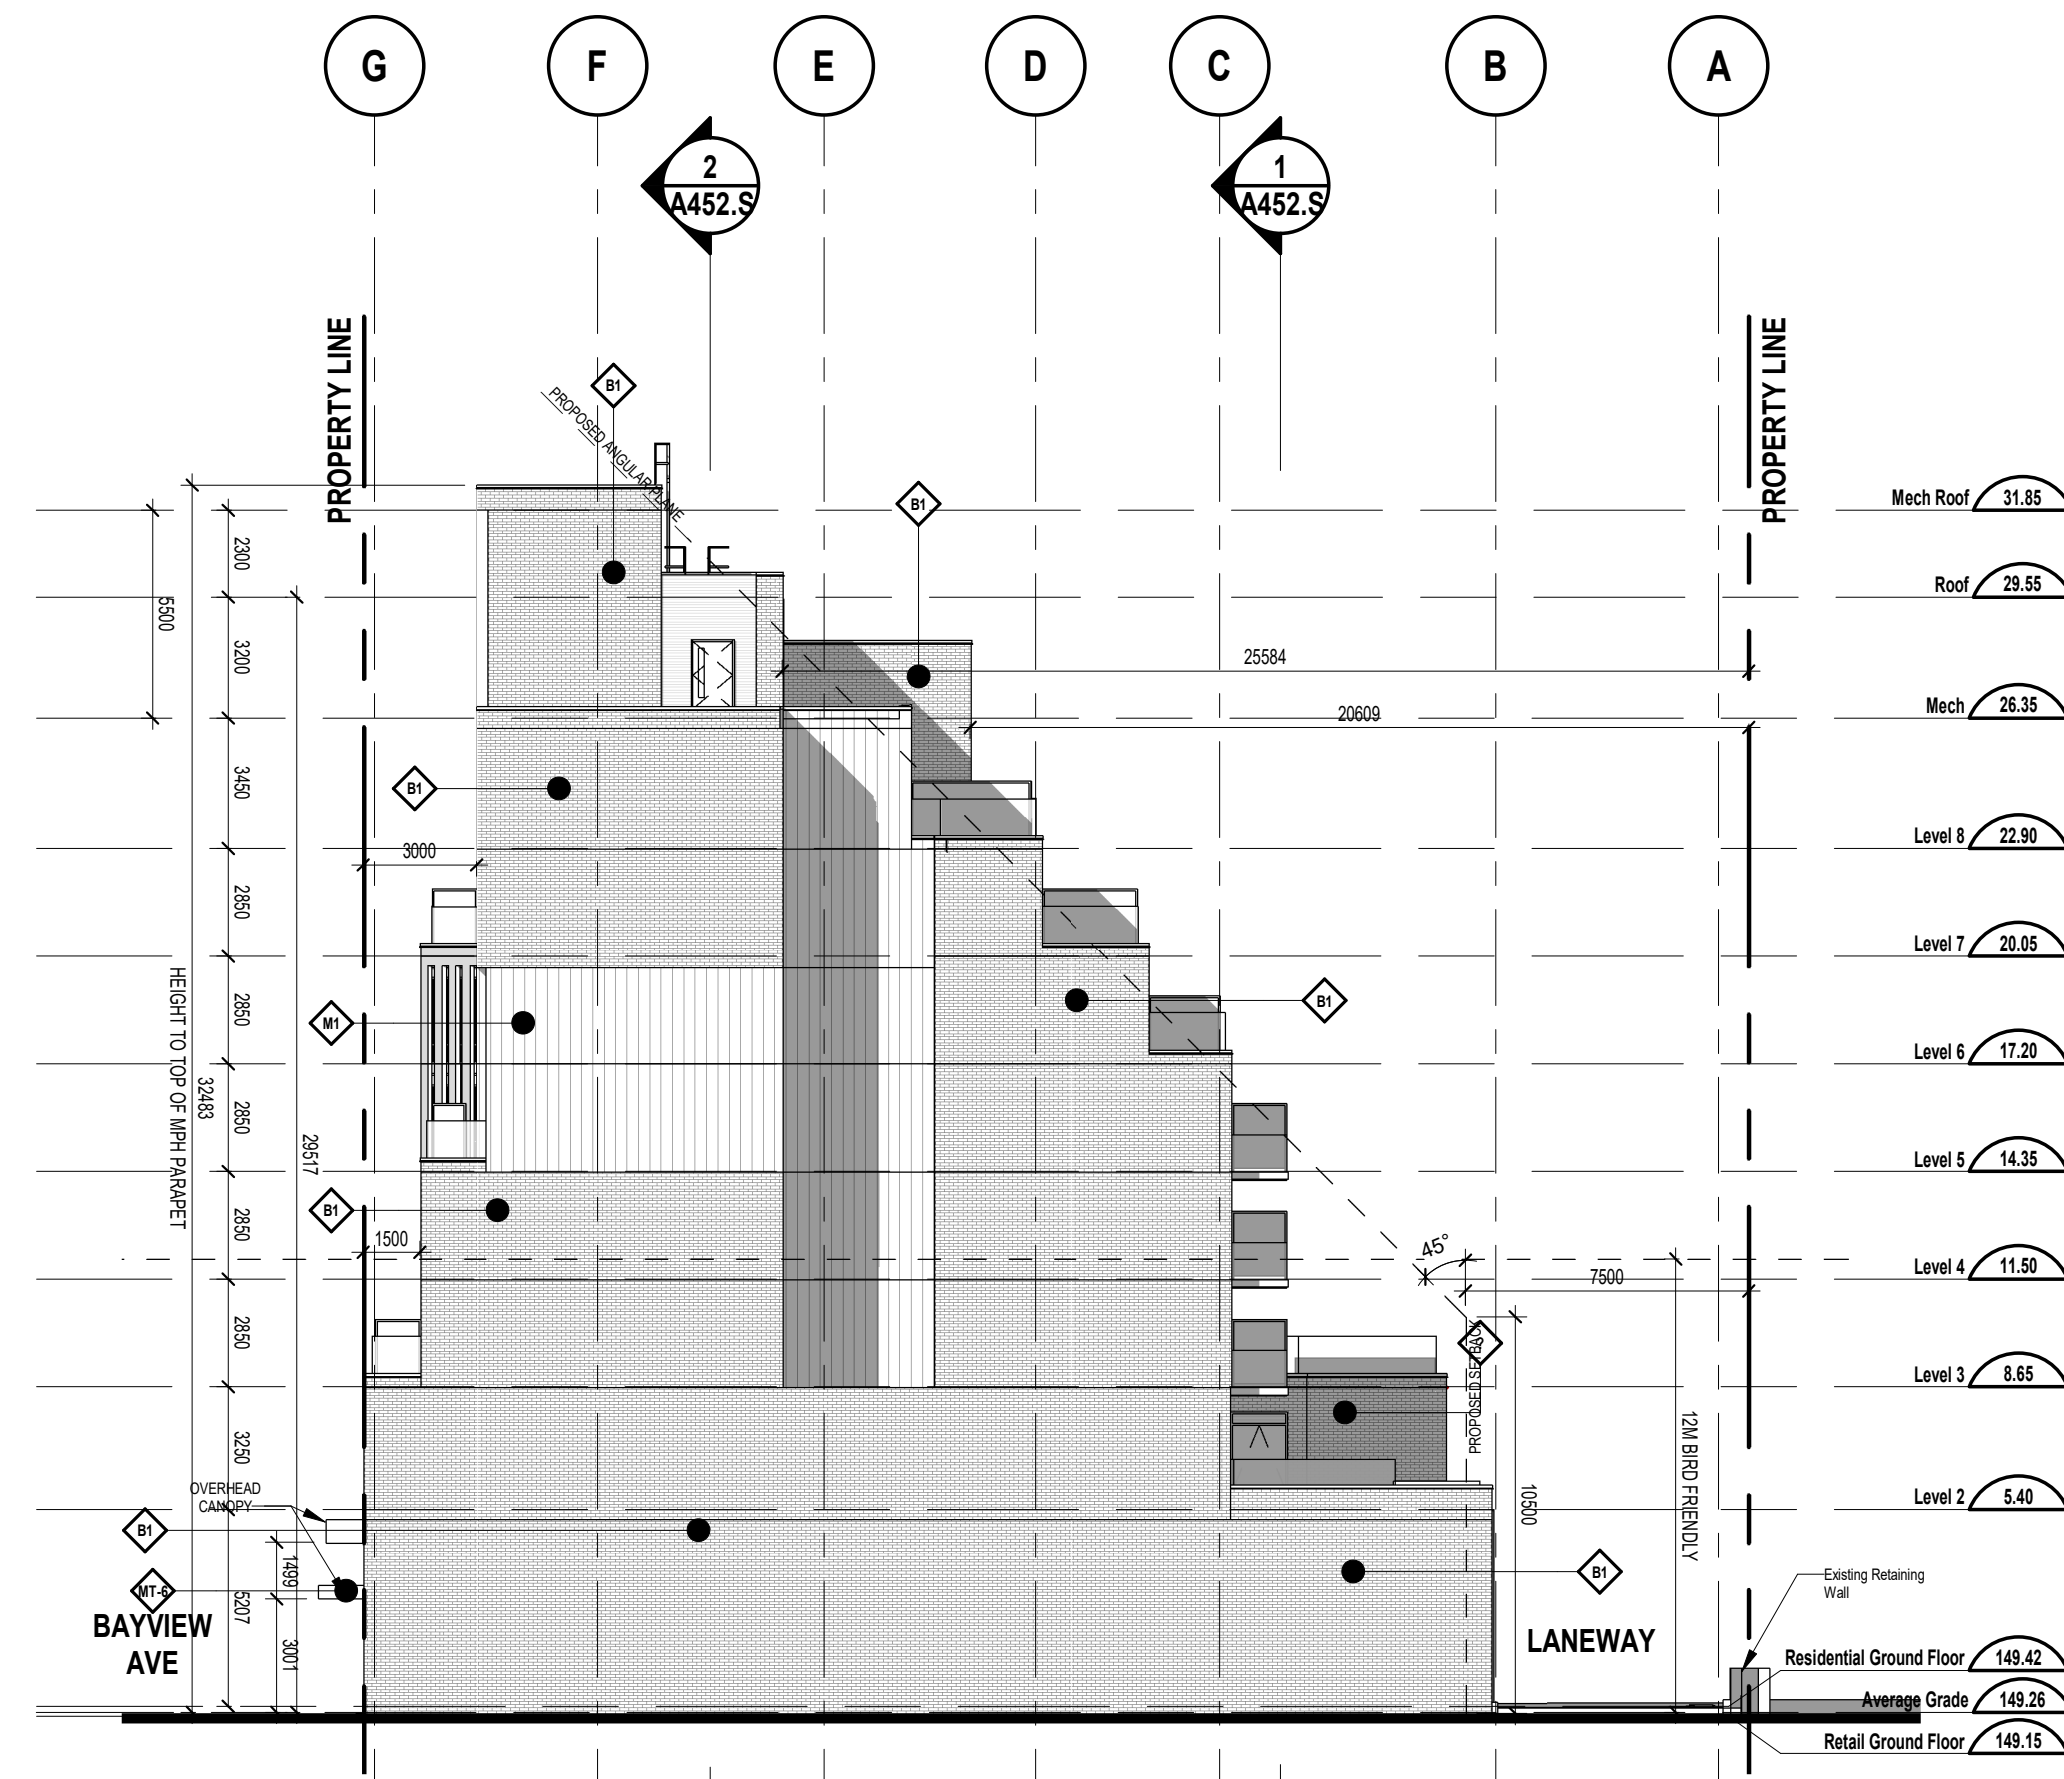 G F E D C B A
2
A452.S
1
A452.S
PROPERTY LINE
PROPERTY LINE
B1
PROPOSED ANGULAR PLANE
B1
Mech Roof 31.85
2300
Roof 29.55
5500
3200
25584
Mech 26.35
20609
3450
B1
Level 8 22.90
3000
2850
Level 7 20.05
2850
M1
B1
Level 6 17.20
HEIGHT TO TOP OF MPH PARAPET
32483
2850
29517
Level 5 14.35
B1
2850
1500
45°
7500
Level 4 11.50
2850
PROPOSED SETBACK
Level 3 8.65
3250
12M BIRD FRIENDLY
OVERHEAD
CANOPY
10500
Level 2 5.40
B1
1499
B1
MT-6
5207
Existing Retaining
Wall
BAYVIEW
AVE
3001
LANEWAY
Residential Ground Floor 149.42
Average Grade 149.26
Retail Ground Floor 149.15